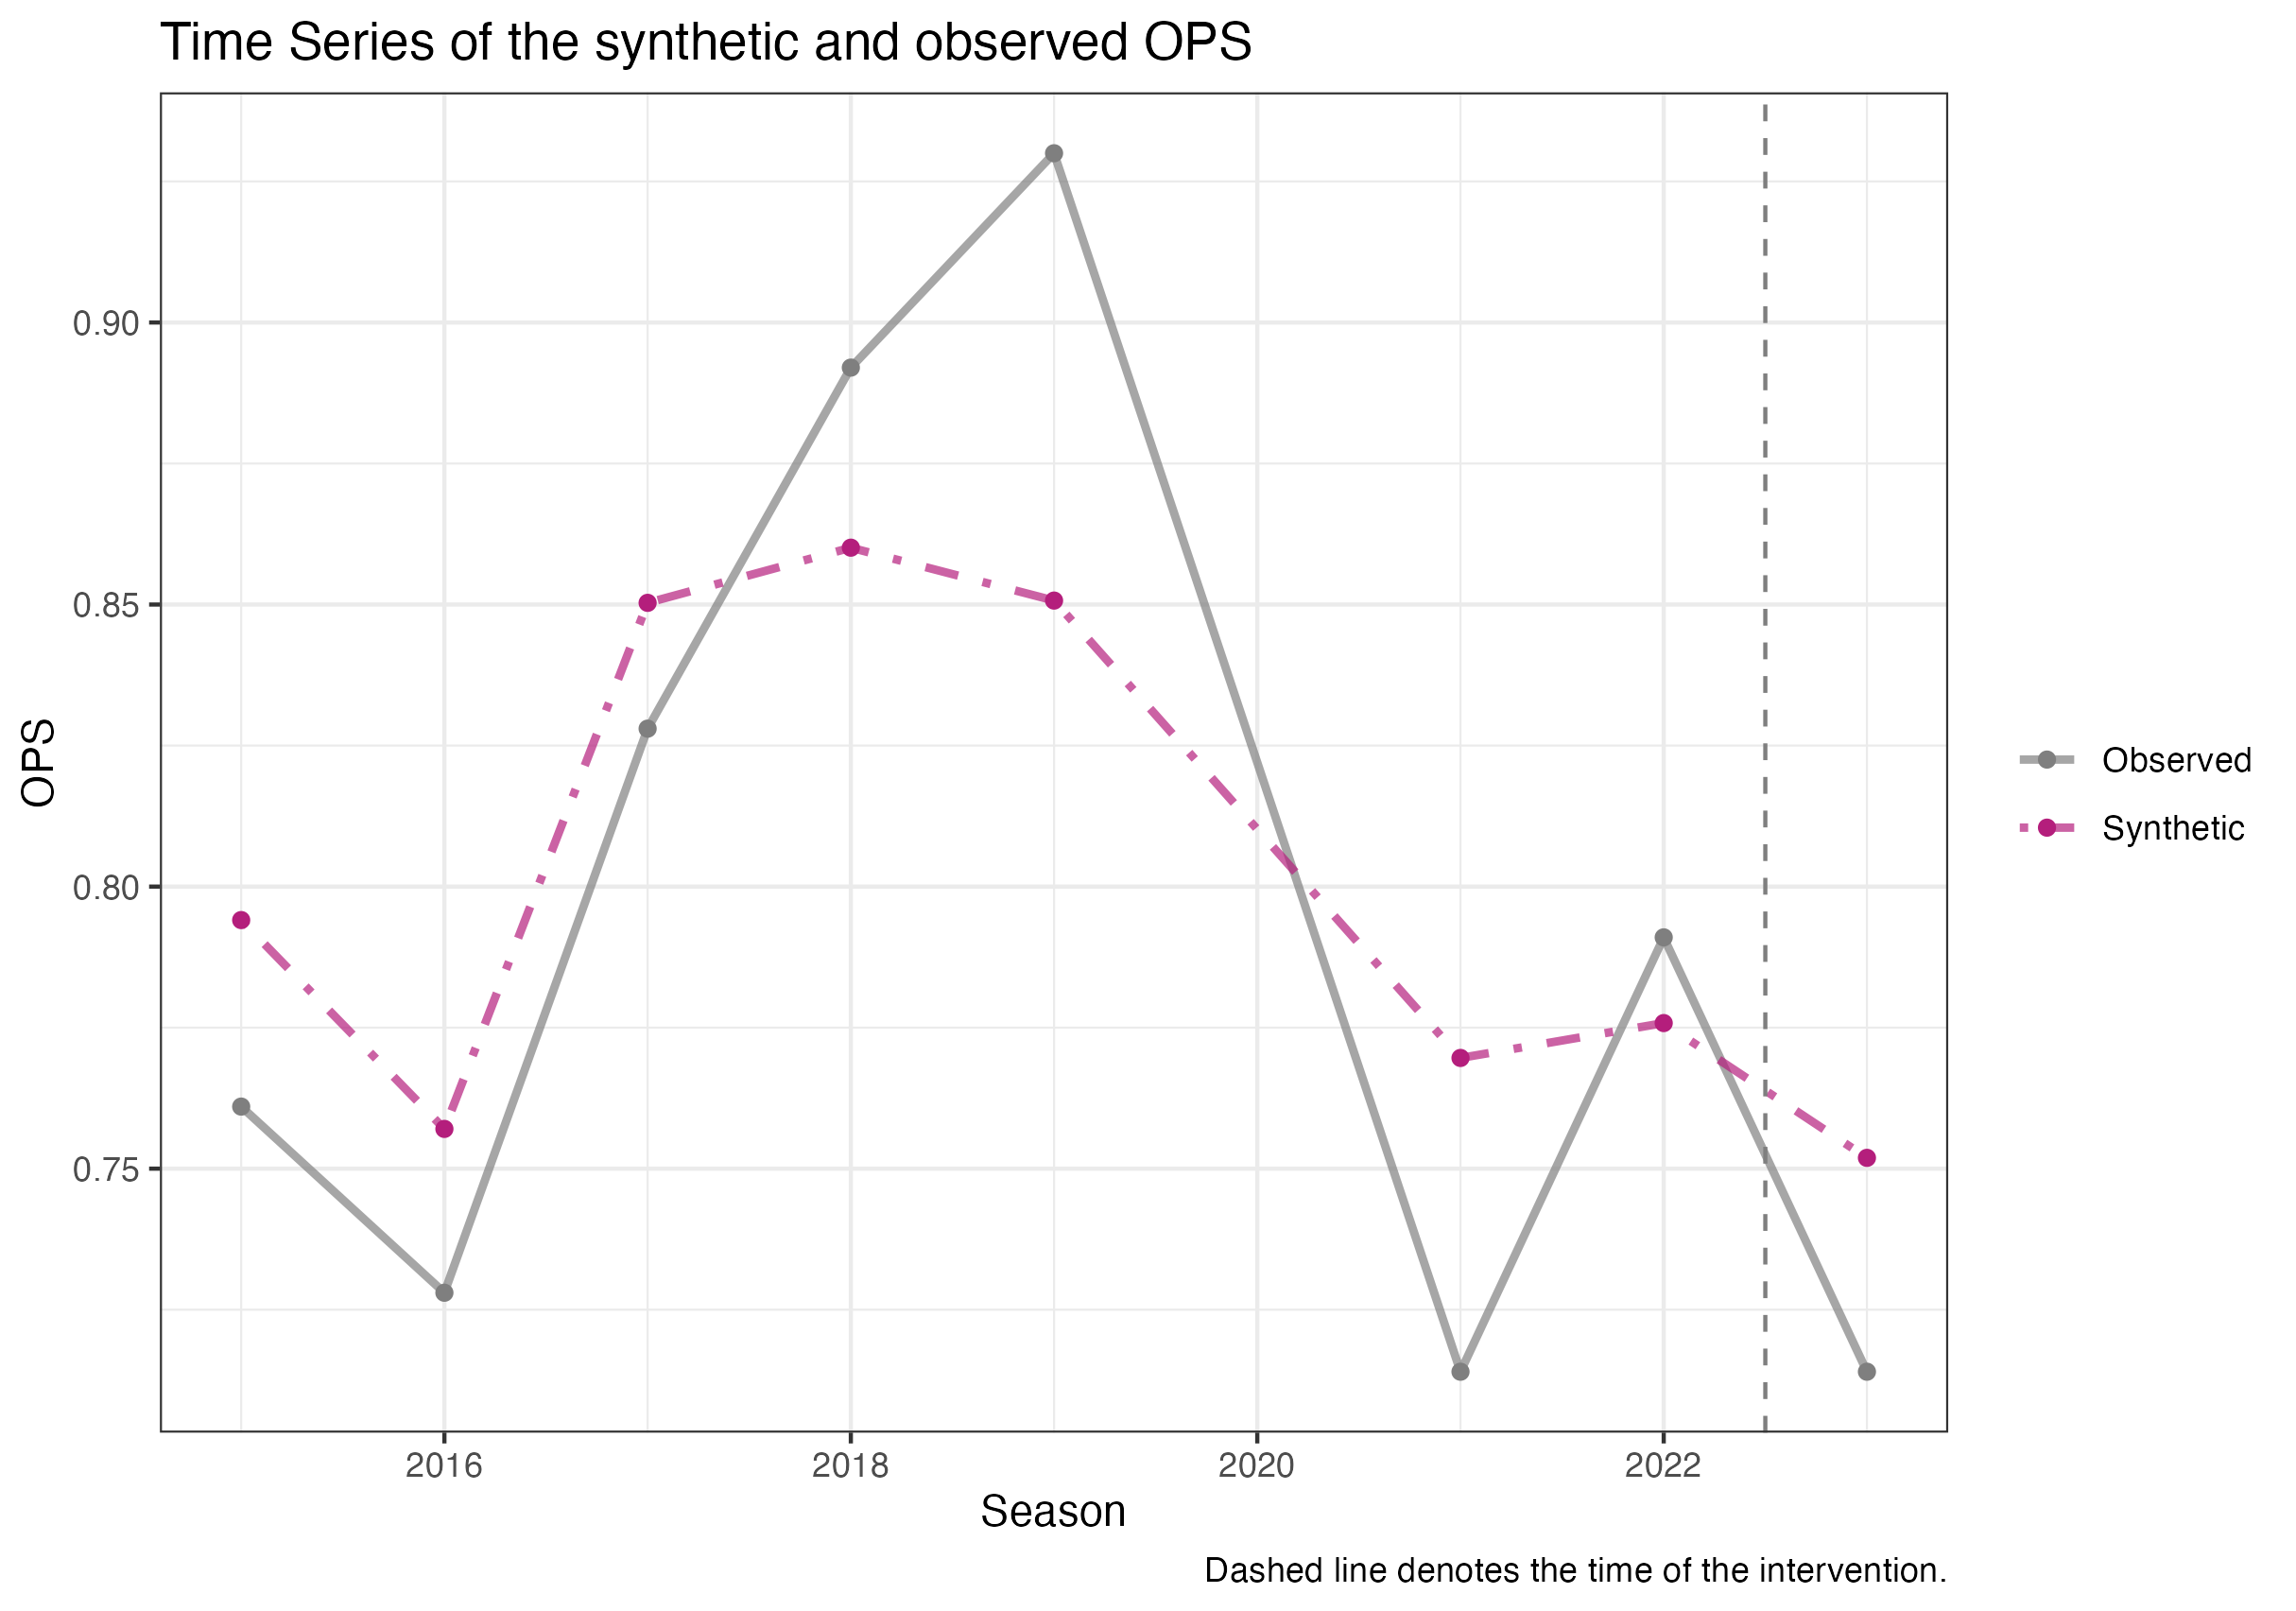 Time Series of the synthetic and observed OPS
OPS
0.90
0.85
0.80
0.75
2016
2018
2020
2022
Season
Observed
Synthetic
Dashed line denotes the time of the intervention.